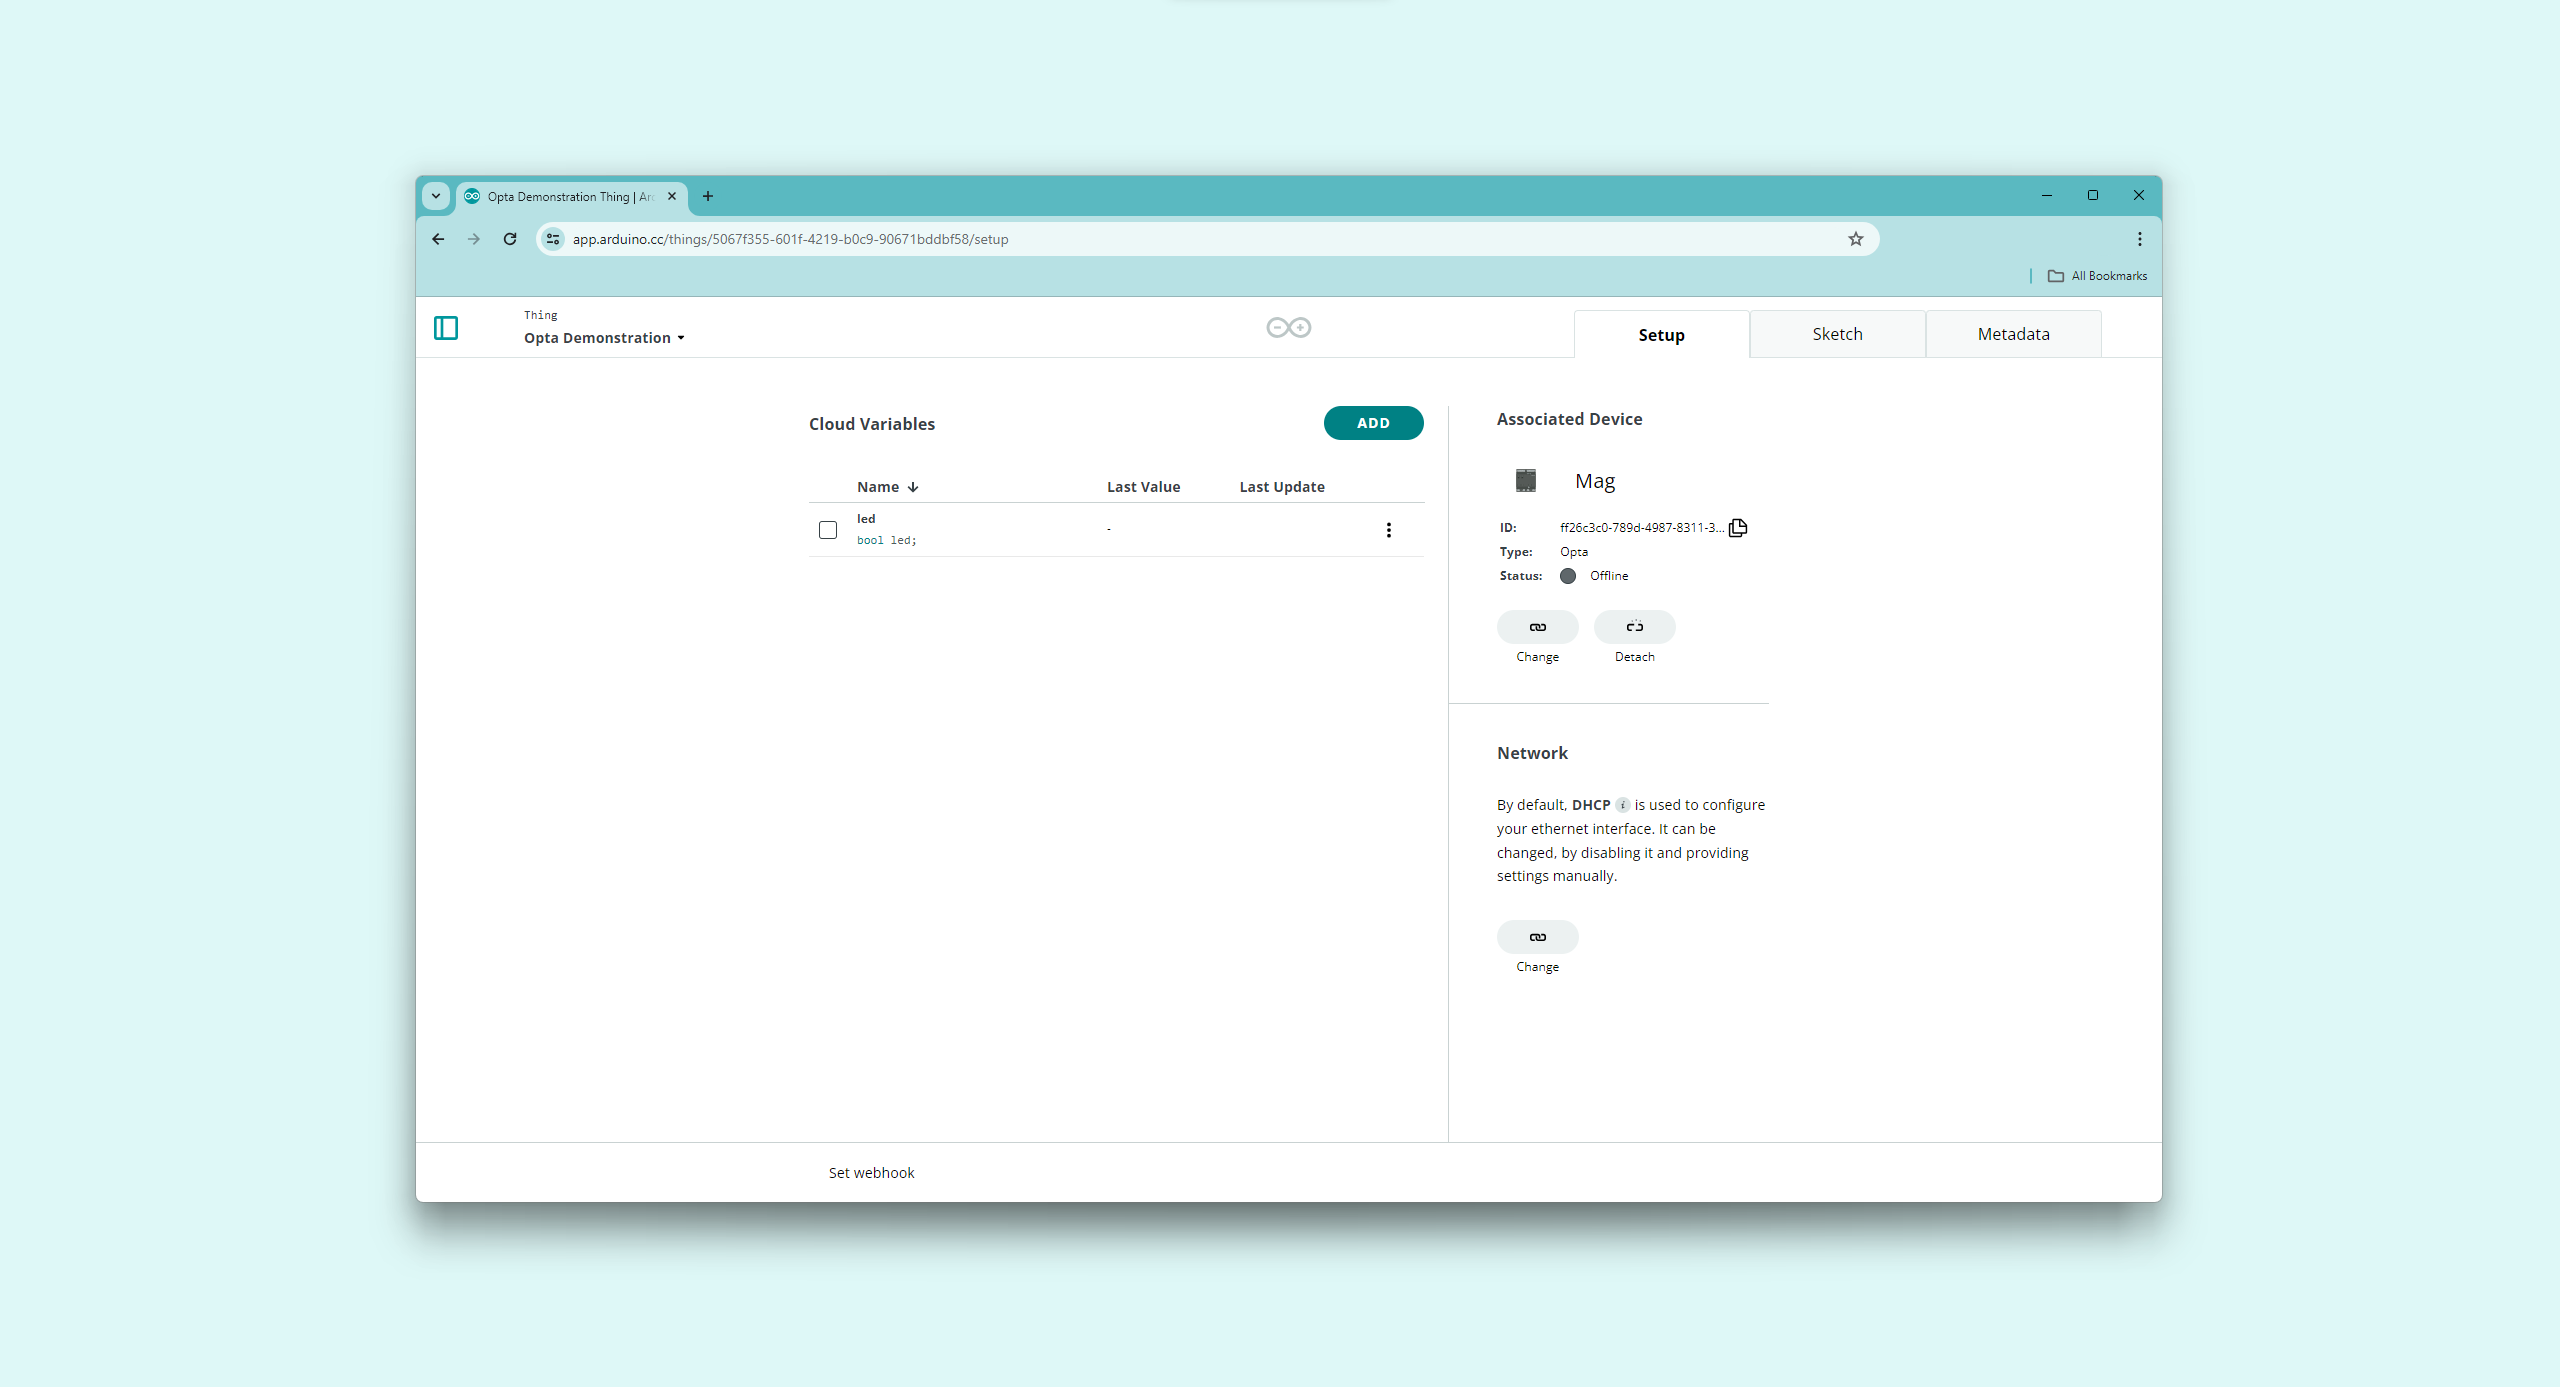 Opta Demonstration Thing | Ar
app.arduino.cc/things/5067f355-601f-4219-b0c9-90671bddbf58/setup
All Bookmarks
Thing
Opta Demonstration
Setup
Sketch
Metadata
Cloud Variables
ADD
Name
Last Value
Last Update
led
-
bool led;
Associated Device
Mag
ID: ff26c3c0-789d-4987-8311-3...
Type: Opta
Status: Offline
Change
Detach
Network
By default, DHCP i is used to configure
your ethernet interface. It can be
changed, by disabling it and providing
settings manually.
Change
Set webhook